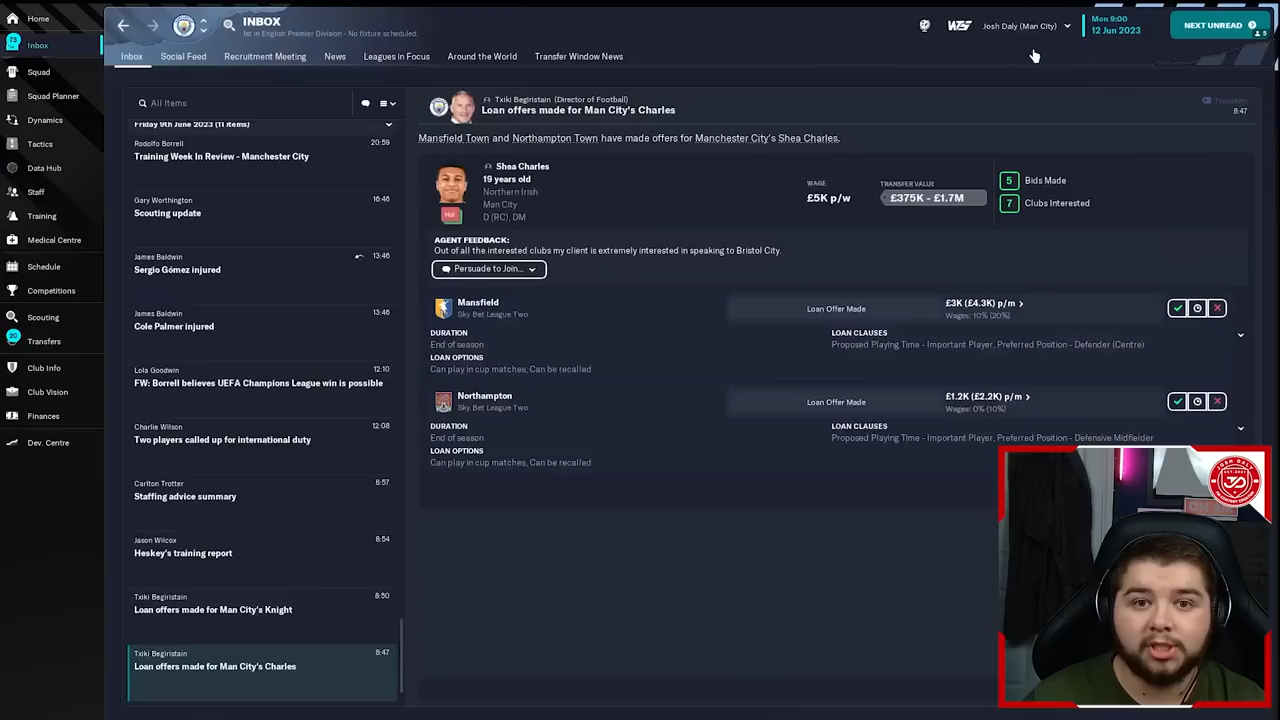 Home
73
Inbox
Squad
Squad Planner
Dynamics
Tactics
Data Hub
Staff
Training
Medical Centre
Schedule
Competitions
Scouting
20
Transfers
Club Info
Club Vision
Finances
Dev. Centre
INBOX
1st in English Premier Division - No fixture scheduled.
Josh Daly (Man City)
Mon 9:00
12 Jun 2023
NEXT UNREAD
5
Inbox
Social Feed
Recruitment Meeting
News
Leagues in Focus
Around the World
Transfer Window News
All Items
Friday 9th June 2023 (11 items)
Rodolfo Borrell 20:59
Training Week In Review - Manchester City
Gary Worthington 16:46
Scouting update
James Baldwin 13:46
Sergio Gómez injured
James Baldwin 13:46
Cole Palmer injured
Lola Goodwin 12:10
FW: Borrell believes UEFA Champions League win is possible
Charlie Wilson 12:08
Two players called up for international duty
Carlton Trotter 8:57
Staffing advice summary
Jason Wilcox 8:54
Heskey's training report
Txiki Begiristain 8:50
Loan offers made for Man City's Knight
Txiki Begiristain 8:47
Loan offers made for Man City's Charles
Txiki Begiristain (Director of Football)
Loan offers made for Man City's Charles
Transfers
8:47
Mansfield Town and Northampton Town have made offers for Manchester City's Shea Charles.
Shea Charles
19 years old
Northern Irish
Man City
D (RC), DM
Hol
WAGE
£5K p/w
TRANSFER VALUE
£375K - £1.7M
5 Bids Made
7 Clubs Interested
AGENT FEEDBACK:
Out of all the interested clubs my client is extremely interested in speaking to Bristol City.
Persuade to Join...
Mansfield
Sky Bet League Two
Loan Offer Made
£3K (£4.3K) p/m
Wages: 10% (20%)
DURATION
End of season
LOAN OPTIONS
Can play in cup matches, Can be recalled
LOAN CLAUSES
Proposed Playing Time - Important Player, Preferred Position - Defender (Centre)
Northampton
Sky Bet League Two
Loan Offer Made
£1.2K (£2.2K) p/m
Wages: 0% (10%)
DURATION
End of season
LOAN OPTIONS
Can play in cup matches, Can be recalled
LOAN CLAUSES
Proposed Playing Time - Important Player, Preferred Position - Defensive Midfielder
JOSH DALY
JD
ON AIR